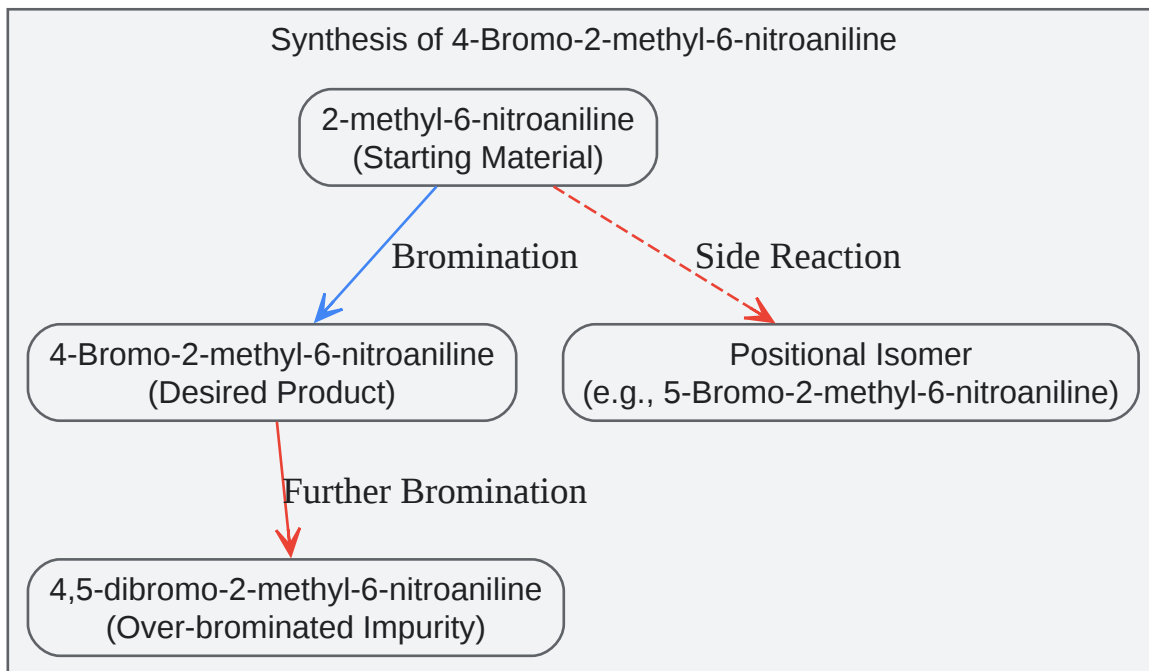 Synthesis of 4-Bromo-2-methyl-6-nitroaniline
2-methyl-6-nitroaniline
(Starting Material)
Bromination
Side Reaction
4-Bromo-2-methyl-6-nitroaniline
(Desired Product)
Positional Isomer
(e.g., 5-Bromo-2-methyl-6-nitroaniline)
Further Bromination
4,5-dibromo-2-methyl-6-nitroaniline
(Over-brominated Impurity)